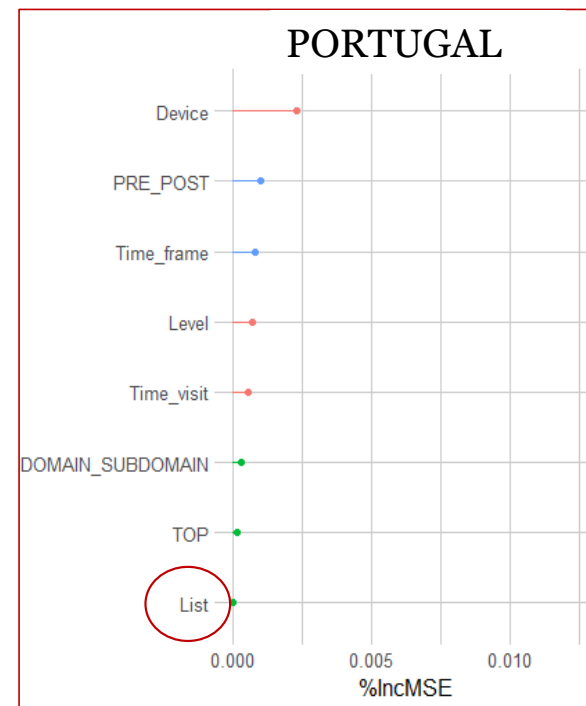 PORTUGAL
Device
PRE_POST
Time_frame
Level
Time_visit
DOMAIN_SUBDOMAIN
TOP
List
0.000 0.005 0.010
%IncMSE